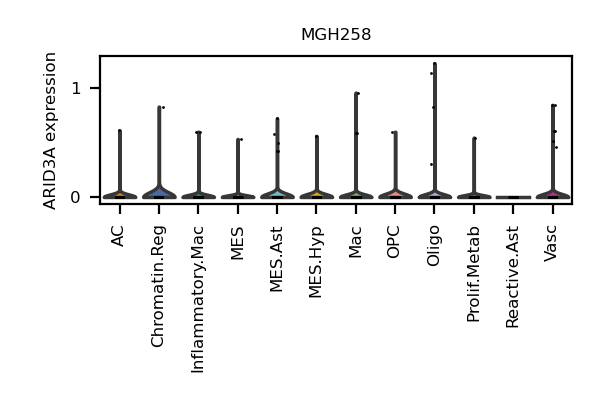 MGH258
ARID3A expression
1
0
AC
Chromatin.Reg
Inflammatory.Mac
MES
MES.Ast
MES.Hyp
Mac
OPC
Oligo
Prolif.Metab
Reactive.Ast
Vasc